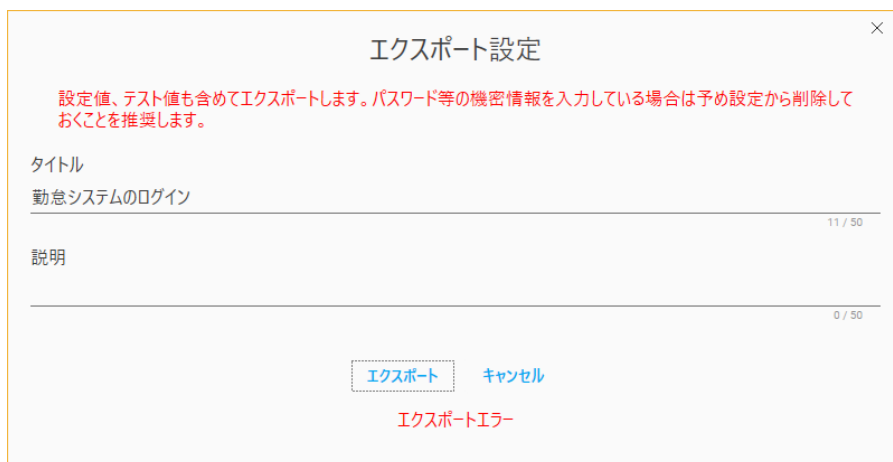 エクスポート設定
設定値、テスト値も含めてエクスポートします。パスワード等の機密情報を入力している場合は予め設定から削除して
おくことを推奨します。
タイトル
勤怠システムのログイン
11 / 50
説明
0 / 50
エクスポート キャンセル
エクスポートエラー